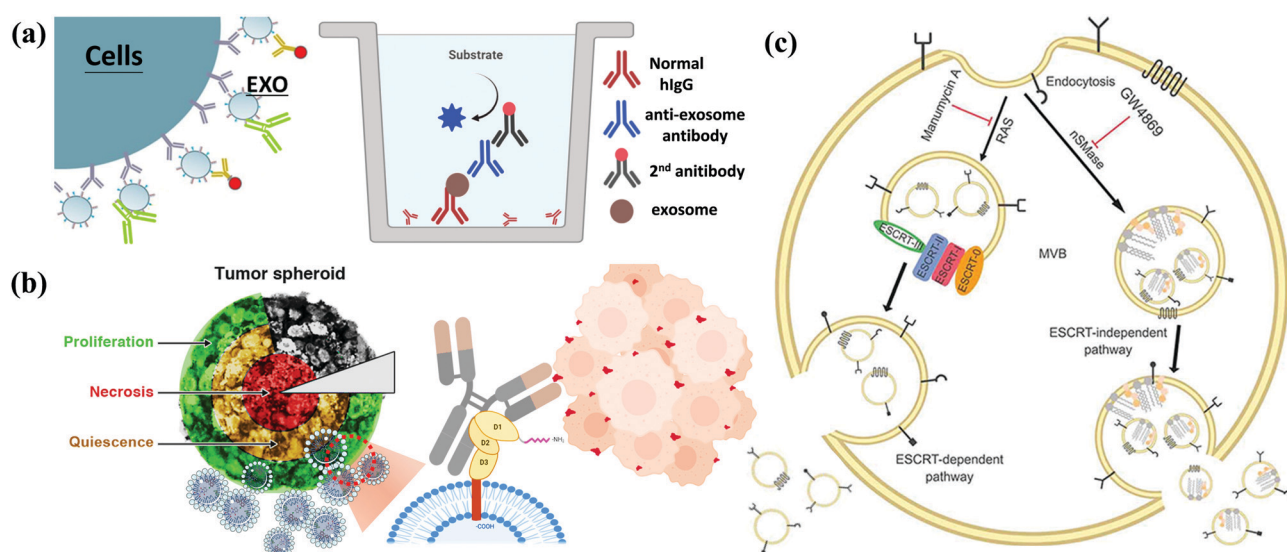 (a)
Cells
EXO
Substrate
Normal
hIgG
anti-exosome
antibody
2nd anitibody
exosome
(b)
Tumor spheroid
Proliferation
Necrosis
Quiescence
D1
D2
D3
-NH2
-COOH
(c)
Endocytosis
Manumycin A
RAS
GW4869
nSMase
ESCRT-III
ESCRT-II
ESCRT-I
ESCRT-0
MVB
ESCRT-independent
pathway
ESCRT-dependent
pathway